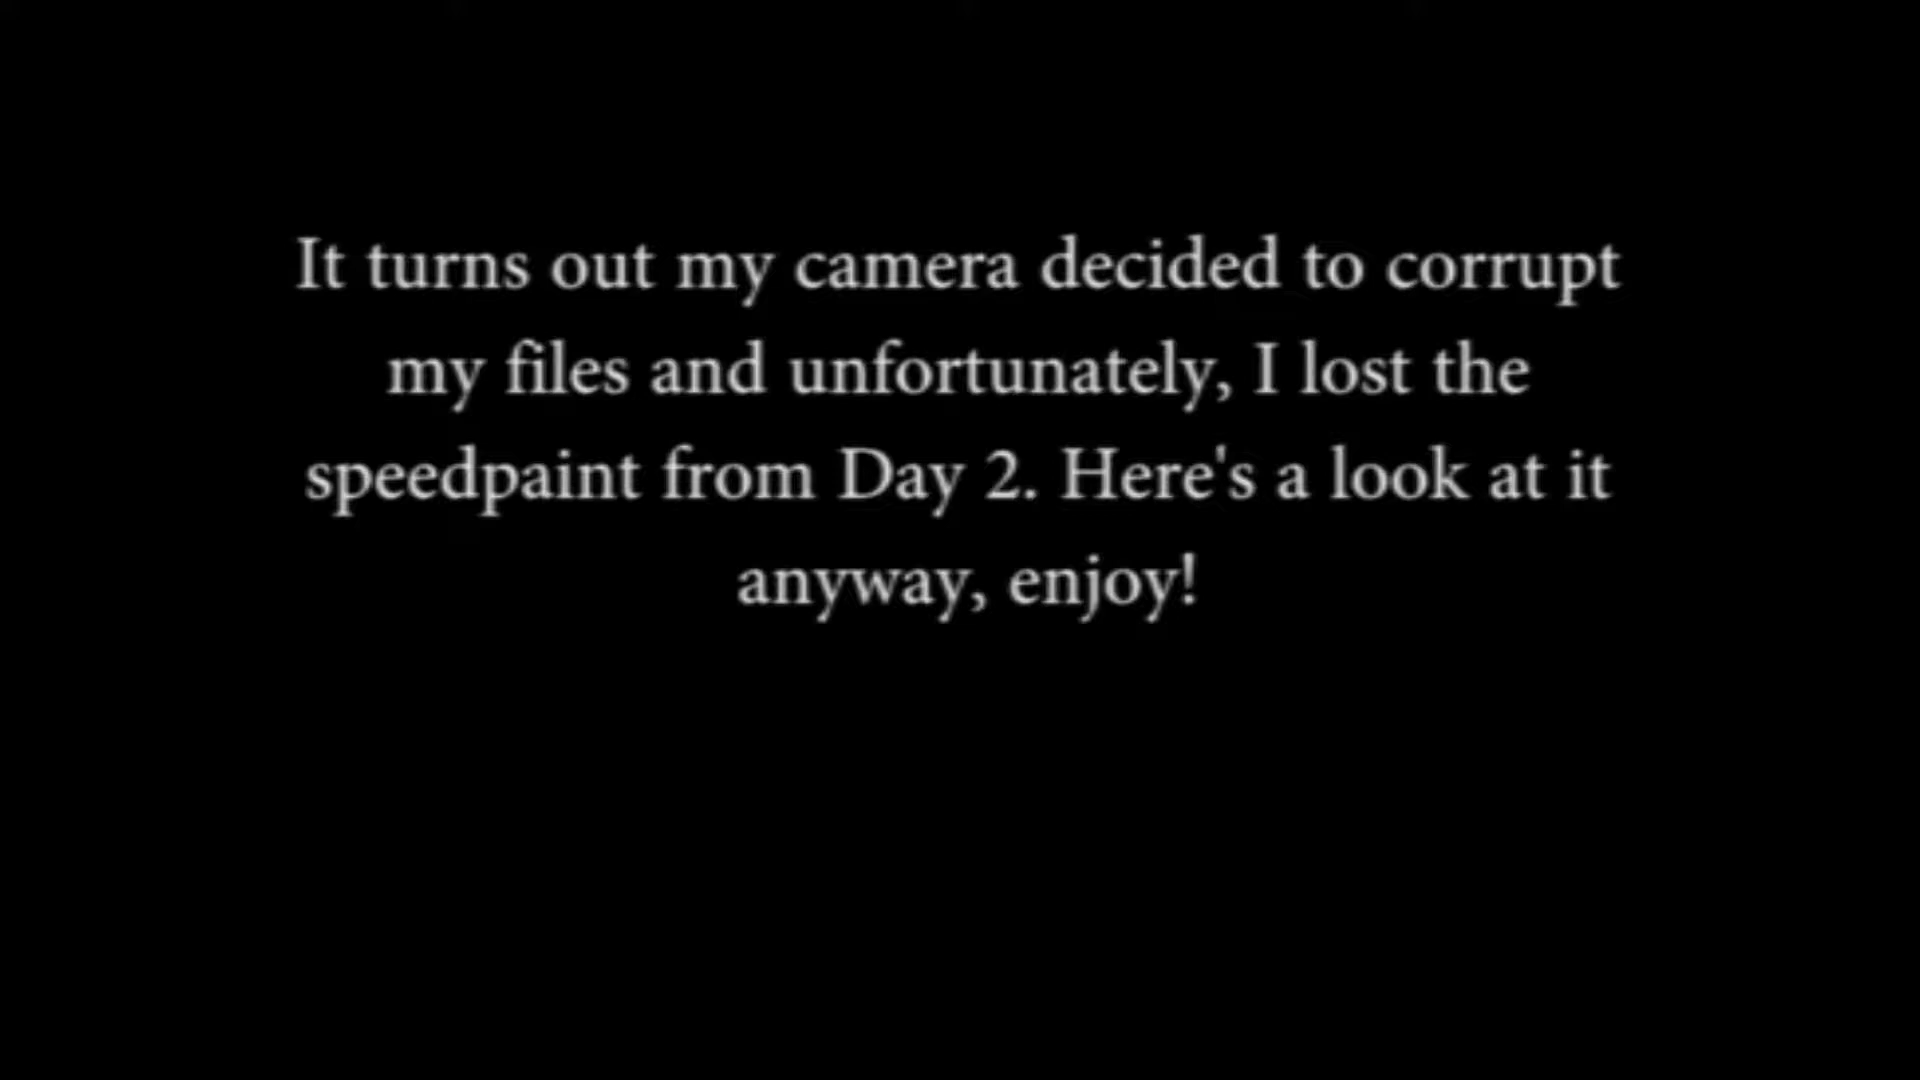 It turns out my camera decided to corrupt
my files and unfortunately, I lost the
speedpaint from Day 2. Here's a look at it
anyway, enjoy!